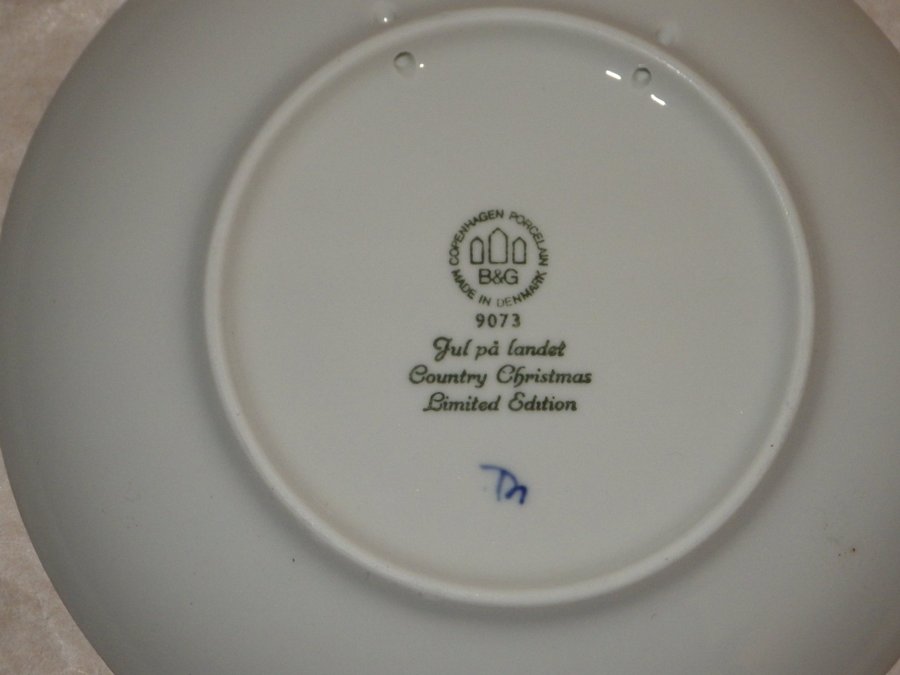 COPENHAGEN PORCELAIN
B&G
MADE IN DENMARK
9073
Jul på landet
Country Christmas
Limited Edition